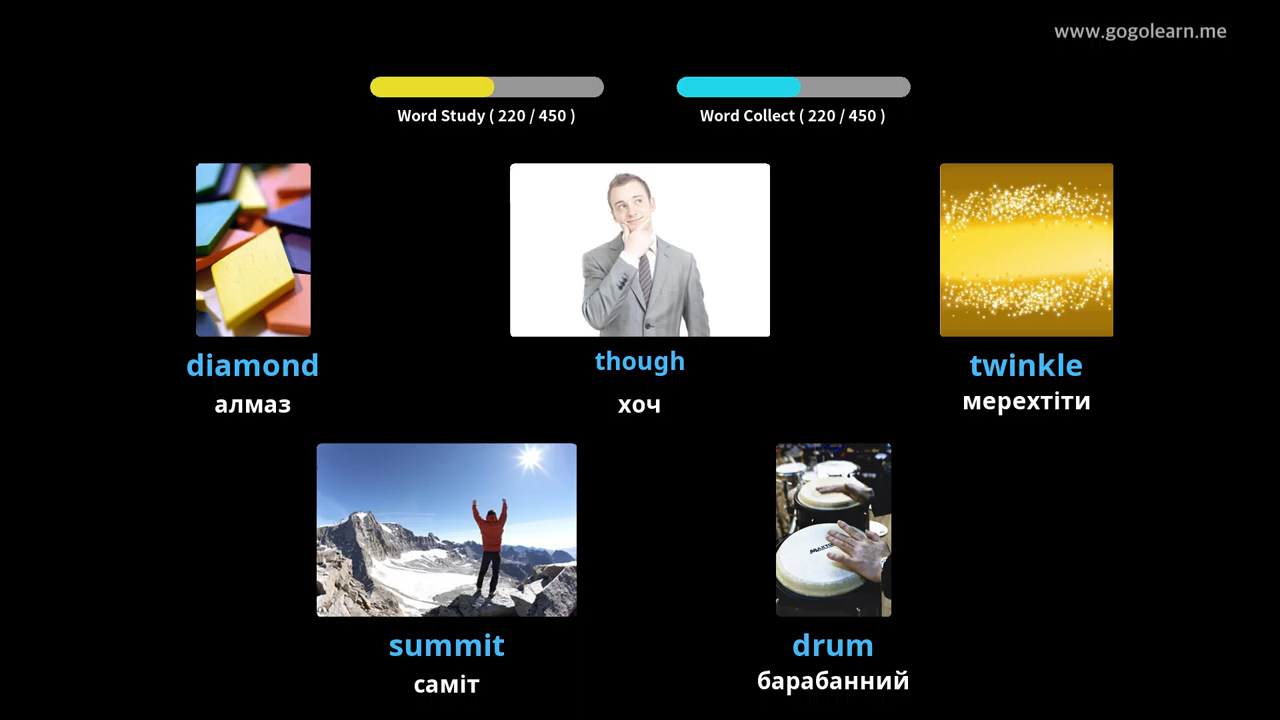 www.gogolearn.me
Word Study ( 220 / 450 )
Word Collect ( 220 / 450 )
diamond
алмаз
though
хоч
twinkle
мерехтіти
summit
саміт
drum
барабанний